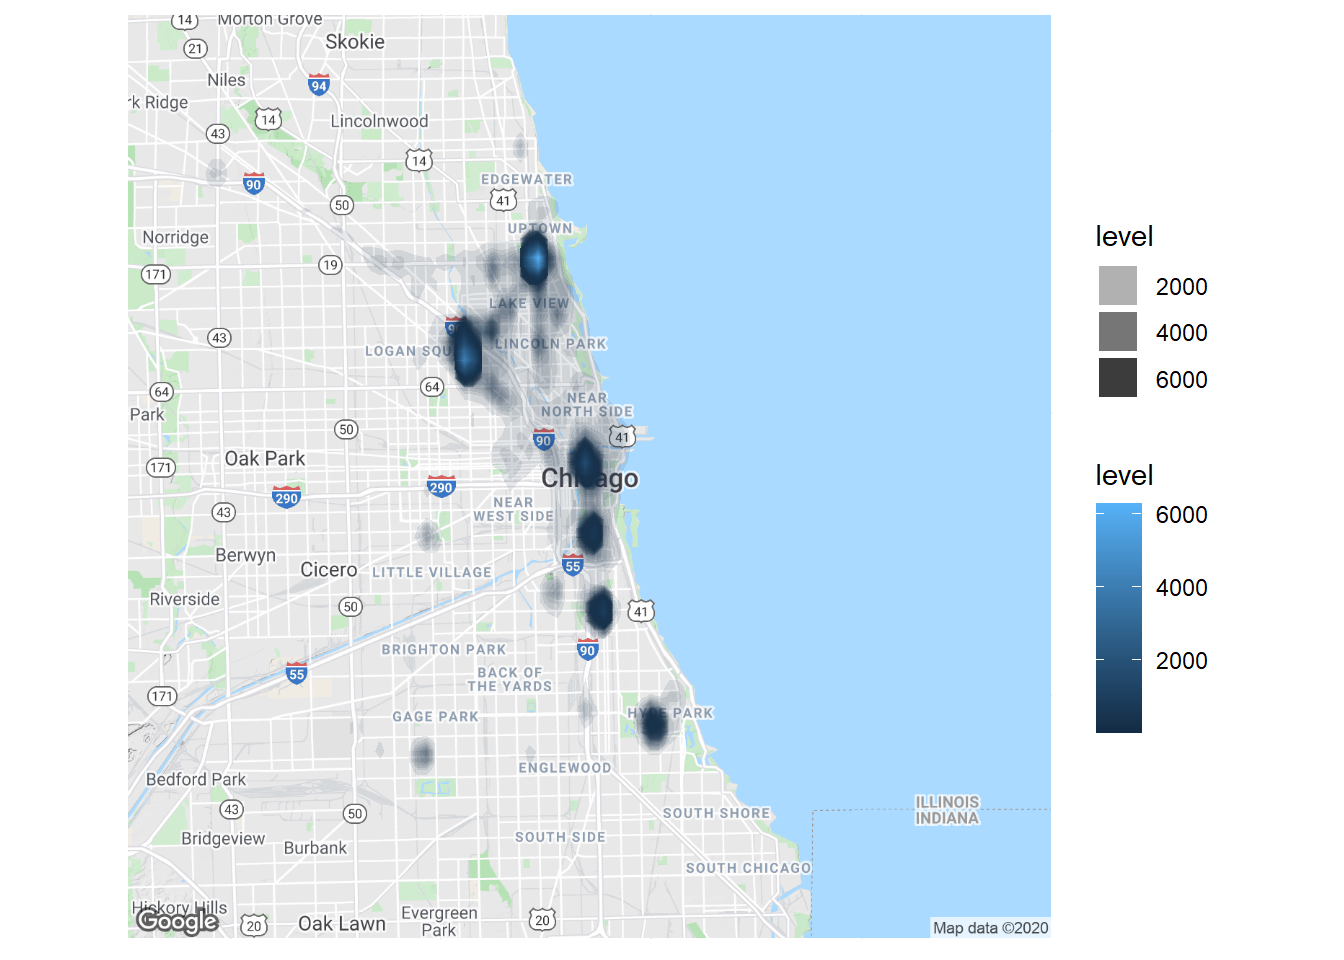 14
Morton Grove
Skokie
21
Niles
94
rk Ridge
14
Lincolnwood
43
14
EDGEWATER
90
50
41
UPTOWN
Norridge
19
171
LAKE VIEW
43
LOGAN SQU
LINCOLN PARK
64
64
NEAR
NORTH SIDE
Park
50
90
41
Oak Park
171
Chicago
290
290
43
NEAR
WEST SIDE
Berwyn
Cicero
LITTLE VILLAGE
55
Riverside
50
41
BRIGHTON PARK
90
55
BACK OF
THE YARDS
171
GAGE PARK
HYDE PARK
Bedford Park
ENGLEWOOD
43
50
SOUTH SHORE
ILLINOIS
INDIANA
Bridgeview
SOUTH SIDE
Burbank
SOUTH CHICAGO
Hickory Hills
Google
20
Oak Lawn
Evergreen
Park
20
Map data ©2020
level
2000
4000
6000
level
6000
4000
2000